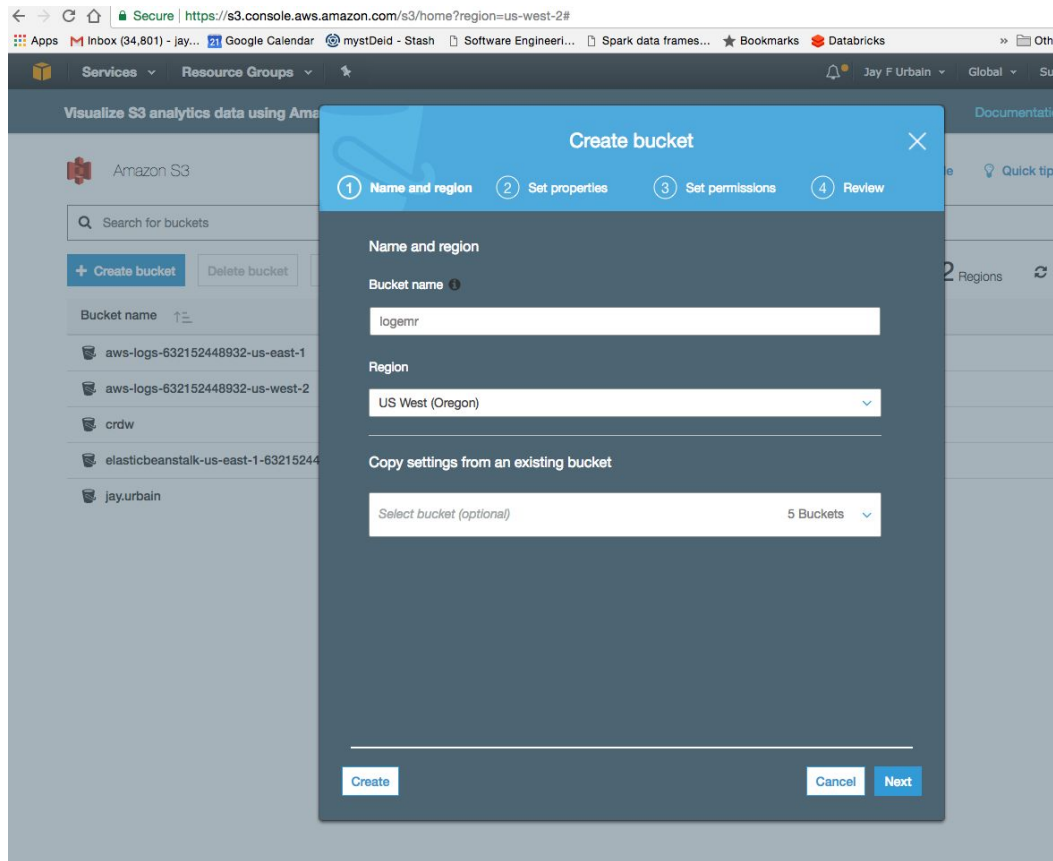 Secure | https://s3.console.aws.amazon.com/s3/home?region=us-west-2#
Apps Inbox (34,801) - jay... 21 Google Calendar mystDeid - Stash Software Engineeri... Spark data frames... Bookmarks Databricks » Oth
Services Resource Groups Jay F Urbain Global Su
Visualize S3 analytics data using Ama Documentati
Create bucket
Amazon S3 e Quick tip
1 Name and region 2 Set properties 3 Set permissions 4 Review
Search for buckets
Name and region
+ Create bucket Delete bucket 2 Regions
Bucket name
logemr
Bucket name
aws-logs-632152448932-us-east-1
Region
aws-logs-632152448932-us-west-2
US West (Oregon)
crdw
elasticbeanstalk-us-east-1-63215244
Copy settings from an existing bucket
jay.urbain
Select bucket (optional) 5 Buckets
Create Cancel Next